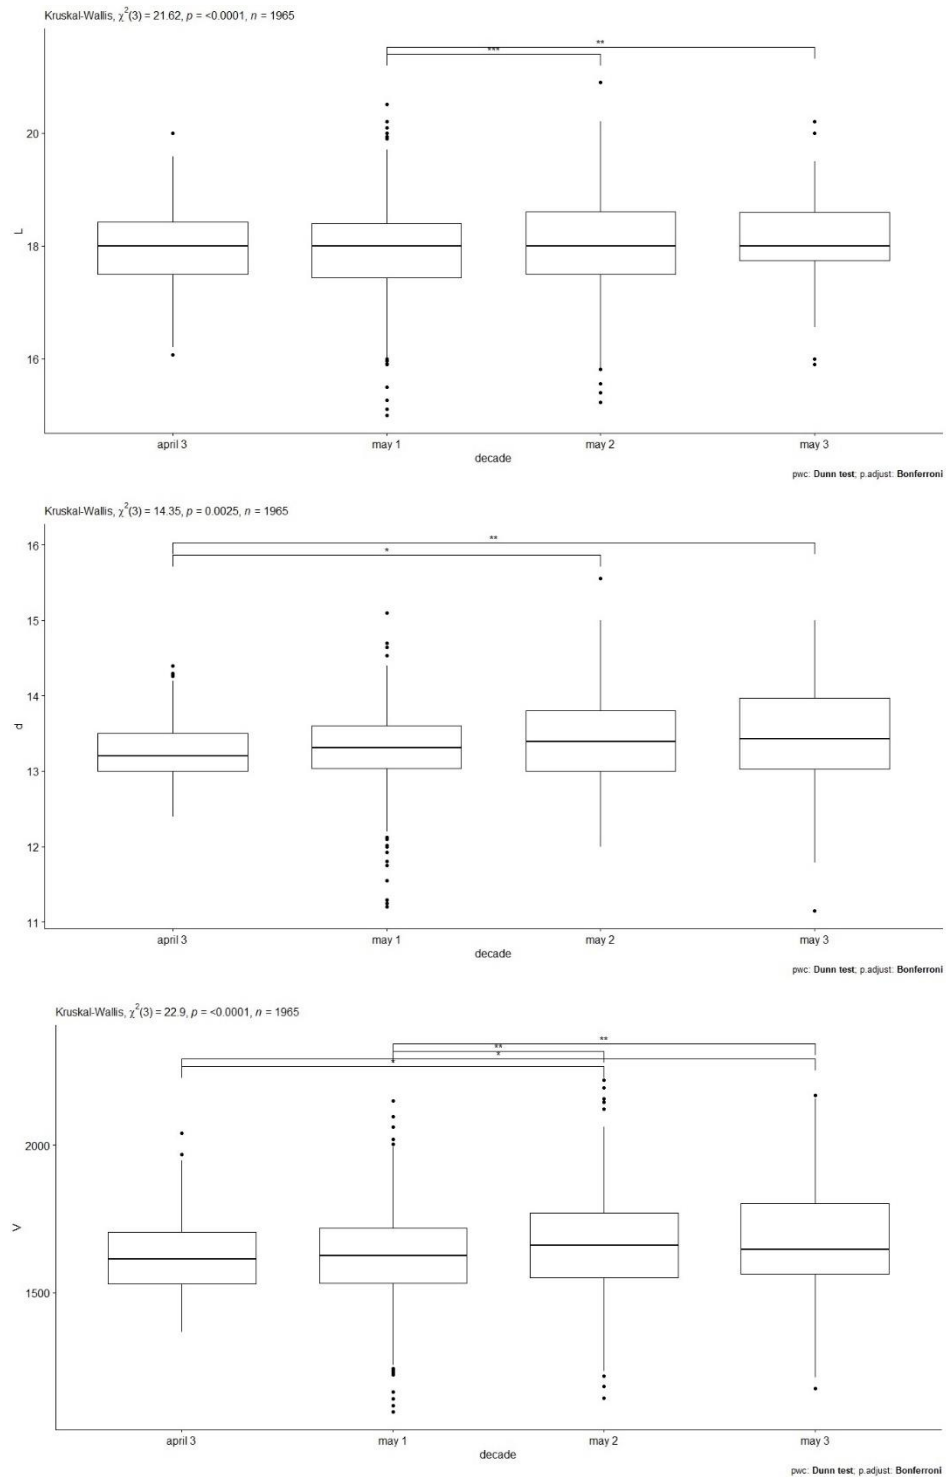 Kruskal-Wallis, χ²(3) = 21.62, p = <0.0001, n = 1965
**
***
20
18
16
L
april 3 may 1 may 2 may 3
decade
pwc: Dunn test; p.adjust: Bonferroni
Kruskal-Wallis, χ²(3) = 14.35, p = 0.0025, n = 1965
**
*
16
15
14
13
12
11
d
april 3 may 1 may 2 may 3
decade
pwc: Dunn test; p.adjust: Bonferroni
Kruskal-Wallis, χ²(3) = 22.9, p = <0.0001, n = 1965
**
**
*
*
2000
1500
V
april 3 may 1 may 2 may 3
decade
pwc: Dunn test; p.adjust: Bonferroni